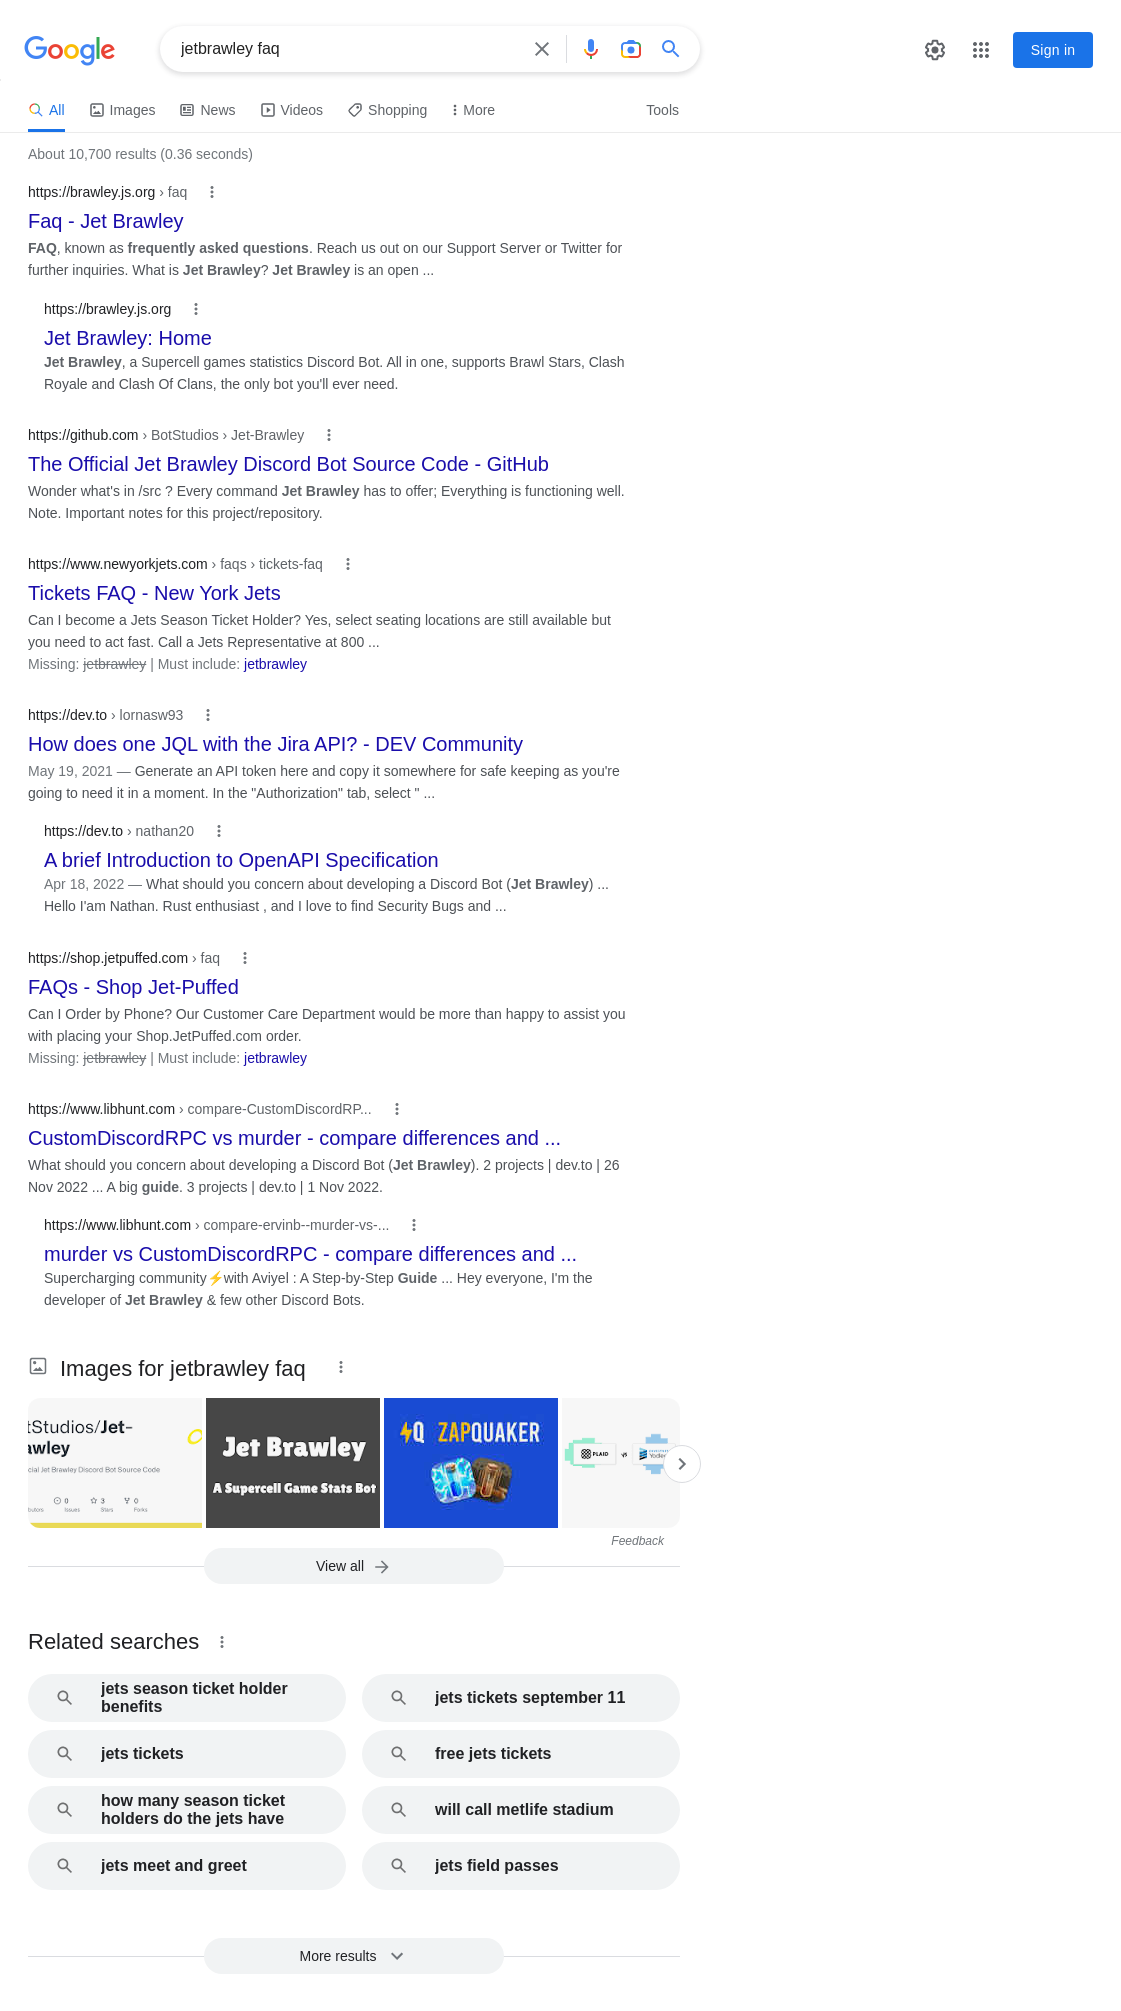 Google
jetbrawley faq
Sign in
All
Images
News
Videos
Shopping
More
Tools
About 10,700 results (0.36 seconds)
https://brawley.js.org › faq
Faq - Jet Brawley
FAQ, known as frequently asked questions. Reach us out on our Support Server or Twitter for
further inquiries. What is Jet Brawley? Jet Brawley is an open ...
https://brawley.js.org
Jet Brawley: Home
Jet Brawley, a Supercell games statistics Discord Bot. All in one, supports Brawl Stars, Clash
Royale and Clash Of Clans, the only bot you'll ever need.
https://github.com › BotStudios › Jet-Brawley
The Official Jet Brawley Discord Bot Source Code - GitHub
Wonder what's in /src ? Every command Jet Brawley has to offer; Everything is functioning well.
Note. Important notes for this project/repository.
https://www.newyorkjets.com › faqs › tickets-faq
Tickets FAQ - New York Jets
Can I become a Jets Season Ticket Holder? Yes, select seating locations are still available but
you need to act fast. Call a Jets Representative at 800 ...
Missing: jetbrawley | Must include: jetbrawley
https://dev.to › lornasw93
How does one JQL with the Jira API? - DEV Community
May 19, 2021 — Generate an API token here and copy it somewhere for safe keeping as you're
going to need it in a moment. In the "Authorization" tab, select " ...
https://dev.to › nathan20
A brief Introduction to OpenAPI Specification
Apr 18, 2022 — What should you concern about developing a Discord Bot (Jet Brawley) ...
Hello I'am Nathan. Rust enthusiast , and I love to find Security Bugs and ...
https://shop.jetpuffed.com › faq
FAQs - Shop Jet-Puffed
Can I Order by Phone? Our Customer Care Department would be more than happy to assist you
with placing your Shop.JetPuffed.com order.
Missing: jetbrawley | Must include: jetbrawley
https://www.libhunt.com › compare-CustomDiscordRP...
CustomDiscordRPC vs murder - compare differences and ...
What should you concern about developing a Discord Bot (Jet Brawley). 2 projects | dev.to | 26
Nov 2022 ... A big guide. 3 projects | dev.to | 1 Nov 2022.
https://www.libhunt.com › compare-ervinb--murder-vs-...
murder vs CustomDiscordRPC - compare differences and ...
Supercharging community⚡with Aviyel : A Step-by-Step Guide ... Hey everyone, I'm the
developer of Jet Brawley & few other Discord Bots.
Images for jetbrawley faq
tStudios/Jet-
awley
cial Jet Brawley Discord Bot Source Code
0
3
0
Issues
Stars
Forks
Jet Brawley
A Supercell Game Stats Bot
Q ZAPQUAKER
PLAID
vs
Yodlee
Feedback
View all
Related searches
jets season ticket holder
benefits
jets tickets september 11
jets tickets
free jets tickets
how many season ticket
holders do the jets have
will call metlife stadium
jets meet and greet
jets field passes
More results